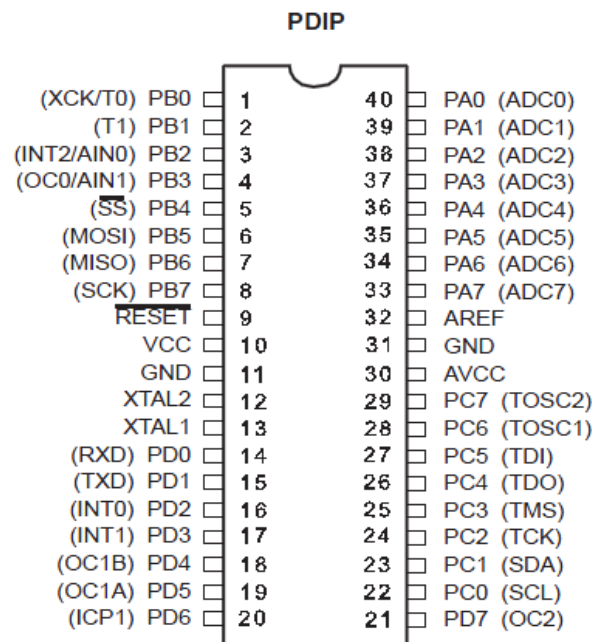 PDIP
(XCK/T0) PB0 1 40 PA0 (ADC0)
(T1) PB1 2 39 PA1 (ADC1)
(INT2/AIN0) PB2 3 38 PA2 (ADC2)
(OC0/AIN1) PB3 4 37 PA3 (ADC3)
(SS) PB4 5 36 PA4 (ADC4)
(MOSI) PB5 6 35 PA5 (ADC5)
(MISO) PB6 7 34 PA6 (ADC6)
(SCK) PB7 8 33 PA7 (ADC7)
RESET 9 32 AREF
VCC 10 31 GND
GND 11 30 AVCC
XTAL2 12 29 PC7 (TOSC2)
XTAL1 13 28 PC6 (TOSC1)
(RXD) PD0 14 27 PC5 (TDI)
(TXD) PD1 15 26 PC4 (TDO)
(INT0) PD2 16 25 PC3 (TMS)
(INT1) PD3 17 24 PC2 (TCK)
(OC1B) PD4 18 23 PC1 (SDA)
(OC1A) PD5 19 22 PC0 (SCL)
(ICP1) PD6 20 21 PD7 (OC2)